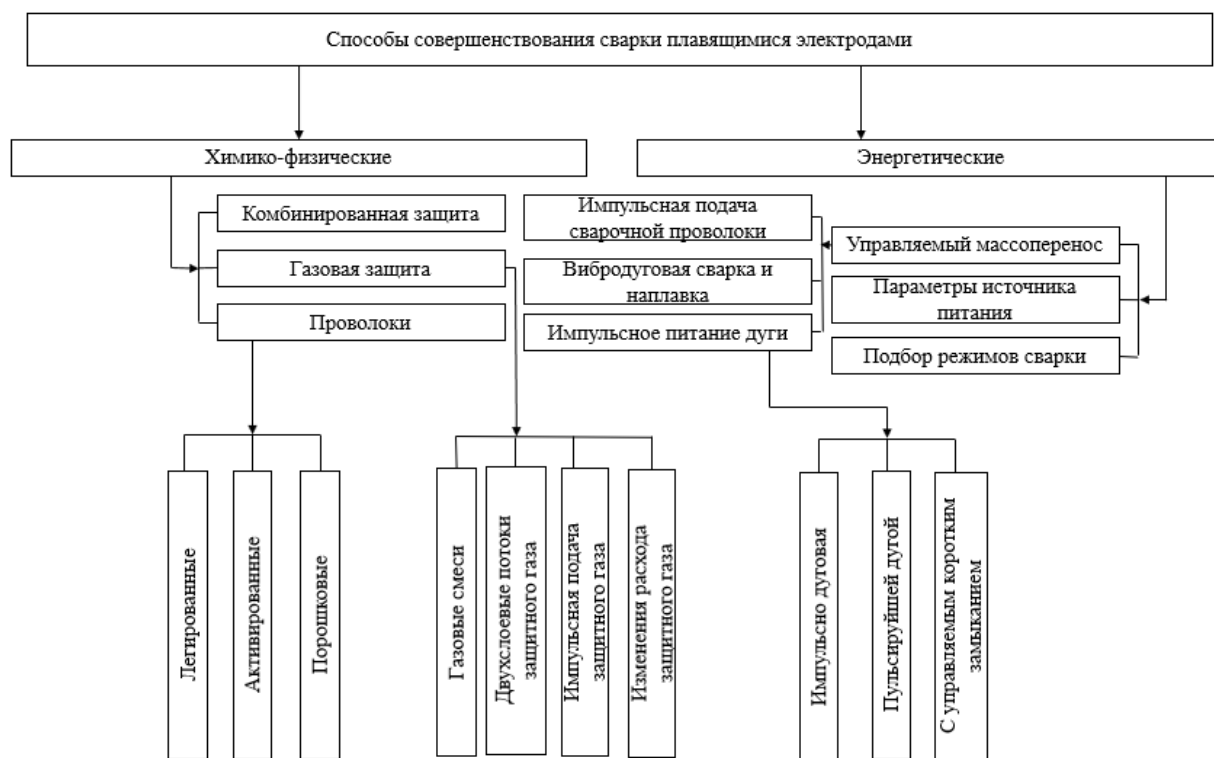 Способы совершенствования сварки плавящимися электродами
Химико-физические
Энергетические
Комбинированная защита
Газовая защита
Проволоки
Импульсная подача
сварочной проволоки
Вибродуговая сварка и
наплавка
Импульсное питание дуги
Управляемый массоперенос
Параметры источника
питания
Подбор режимов сварки
Легированные
Активированные
Порошковые
Газовые смеси
Двухслоевые потоки
защитного газа
Импульсная подача
защитного газа
Изменения расхода
защитного газа
Импульсно дуговая
Пульсируйшей дугой
С управляемым коротким
замыканием